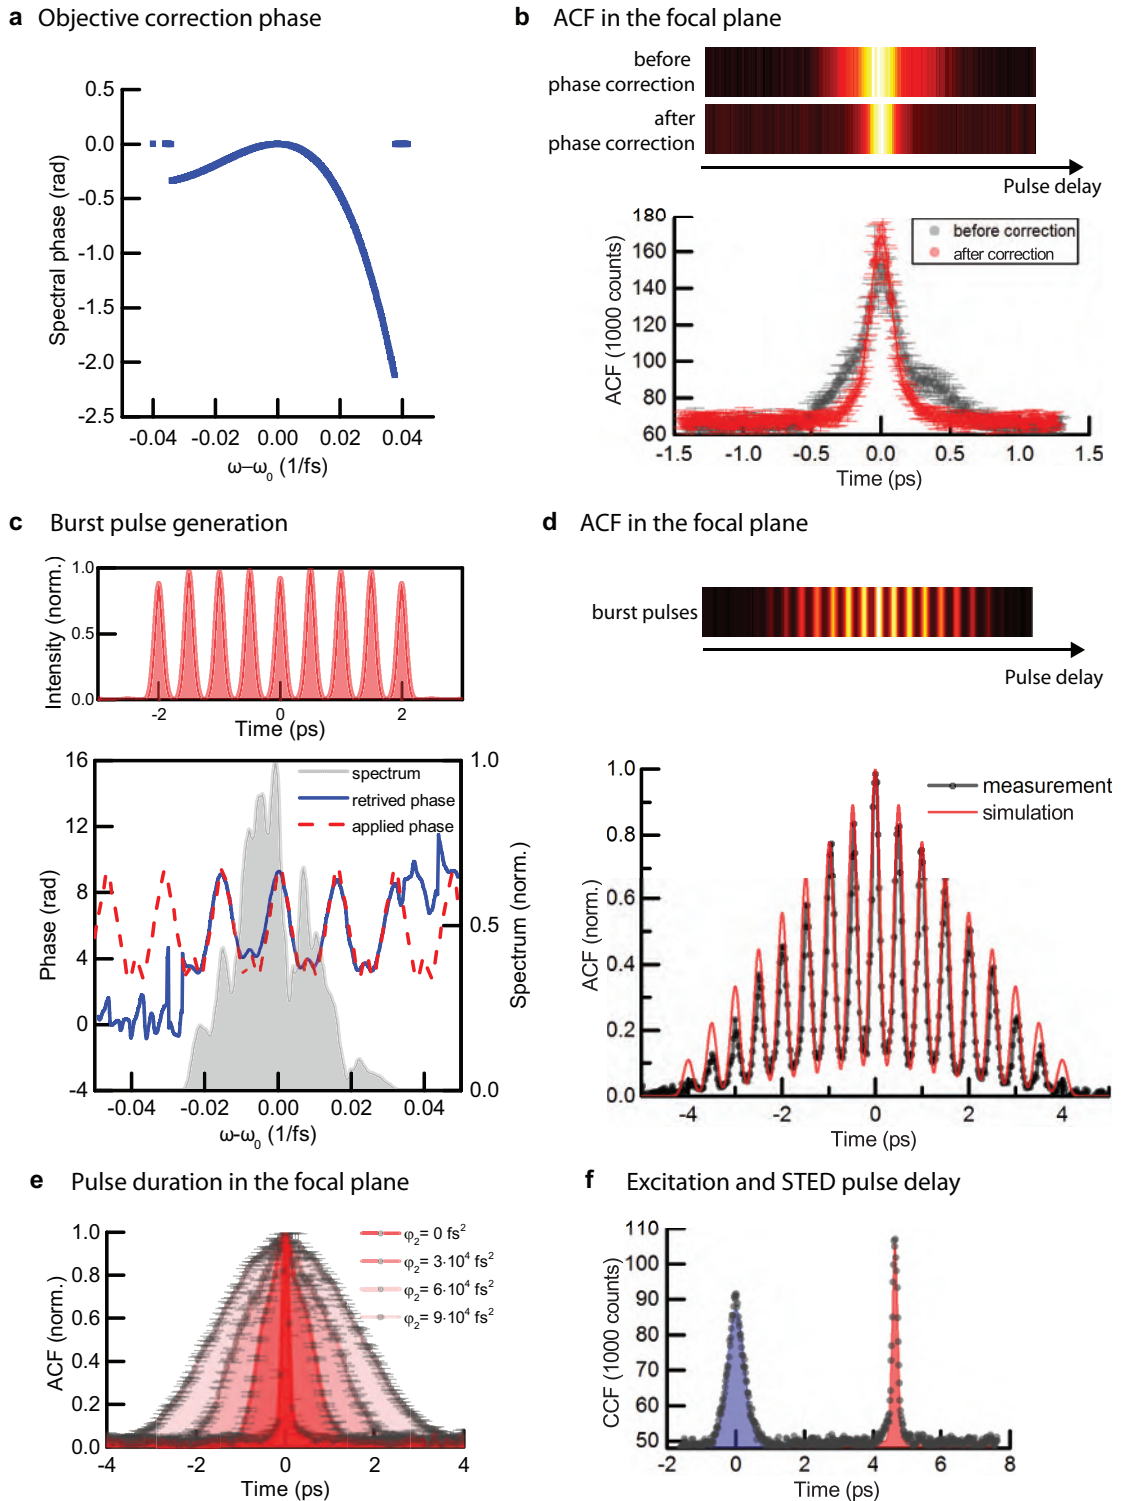 a Objective correction phase
0.5
0.0
-0.5
-1.0
-1.5
-2.0
-2.5
Spectral phase (rad)
-0.04 -0.02 0.00 0.02 0.04
ω–ω0 (1/fs)
b ACF in the focal plane
before
phase correction
after
phase correction
Pulse delay
180
160
140
120
100
80
60
ACF (1000 counts)
before correction
after correction
-1.5 -1.0 -0.5 0.0 0.5 1.0 1.5
Time (ps)
c Burst pulse generation
1.0
0.5
0.0
Intensity (norm.)
-2 0 2
Time (ps)
16
12
8
4
0
-4
Phase (rad)
spectrum
retrived phase
applied phase
1.0
0.5
0.0
Spectrum (norm.)
-0.04 -0.02 0.00 0.02 0.04
ω-ω0 (1/fs)
d ACF in the focal plane
burst pulses
Pulse delay
1.0
0.8
0.6
0.4
0.2
0.0
ACF (norm.)
measurement
simulation
-4 -2 0 2 4
Time (ps)
e Pulse duration in the focal plane
1.0
0.8
0.6
0.4
0.2
0.0
ACF (norm.)
φ2= 0 fs²
φ2= 3·10⁴ fs²
φ2= 6·10⁴ fs²
φ2= 9·10⁴ fs²
-4 -2 0 2 4
Time (ps)
f Excitation and STED pulse delay
110
100
90
80
70
60
50
CCF (1000 counts)
-2 0 2 4 6 8
Time (ps)